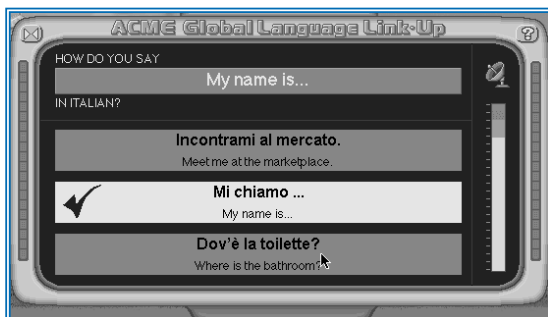 ACME Global Language Link-Up
HOW DO YOU SAY
My name is...
IN ITALIAN?
Incontrami al mercato.
Meet me at the marketplace.
Mi chiamo ...
My name is...
Dov'è la toilette?
Where is the bathroom?